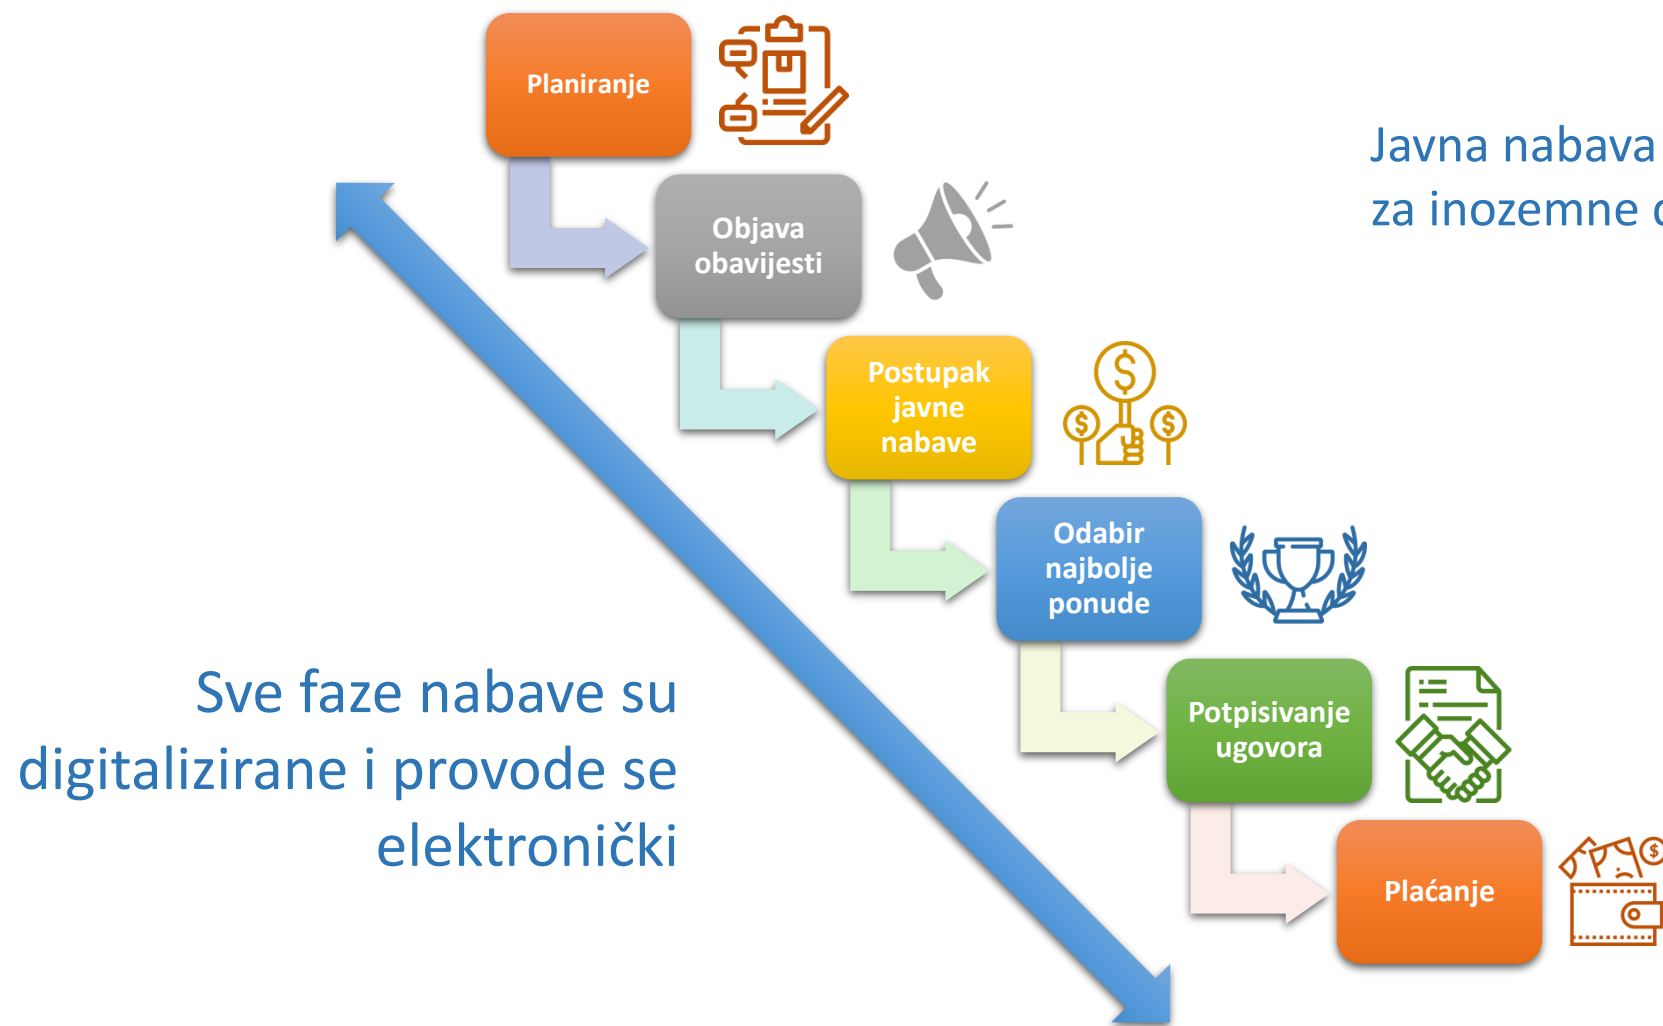 Planiranje
Javna nabava
za inozemne
Objava
obavijesti
Postupak
javne
nabave
Odabir
najbolje
ponude
Sve faze nabave su
digitalizirane i provode se
elektronički
Potpisivanje
ugovora
Plaćanje